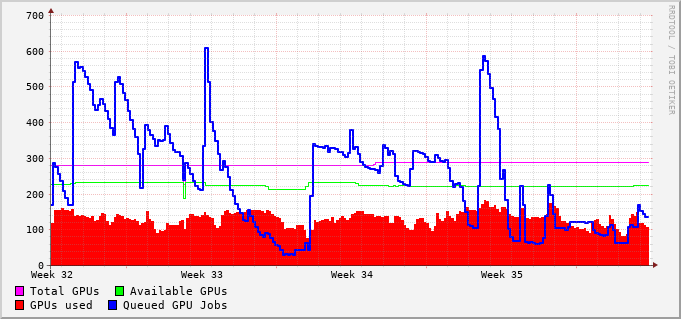 700
600
500
400
300
200
100
0
Week 32 Week 33 Week 34 Week 35
Total GPUs Available GPUs
GPUs used Queued GPU Jobs
RRDTOOL / TOBI OETIKER